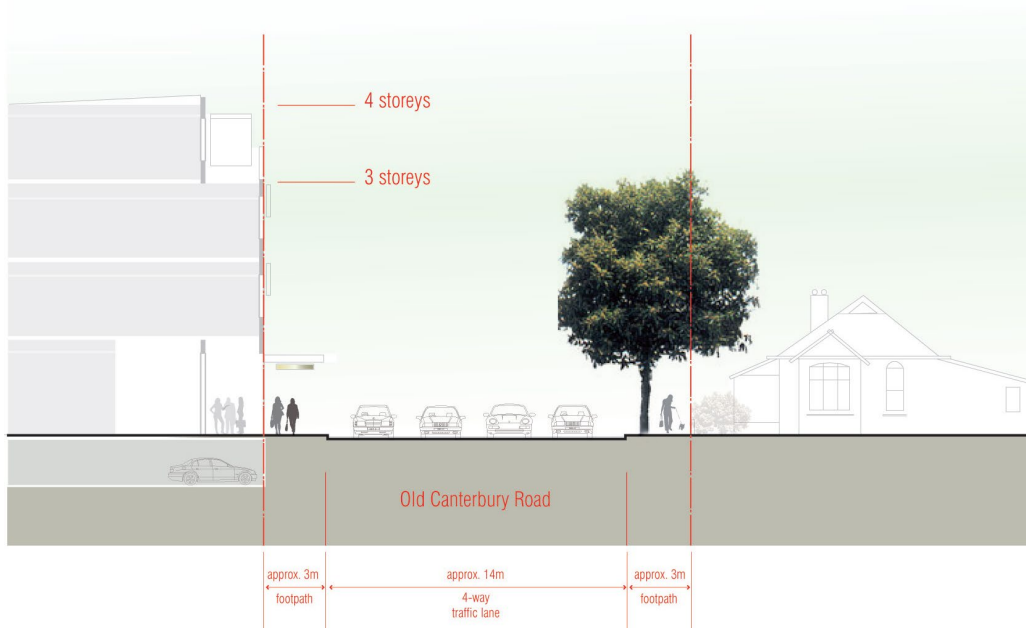 4 storeys
3 storeys
Old Canterbury Road
approx. 3m
footpath
approx. 14m
4-way
traffic lane
approx. 3m
footpath